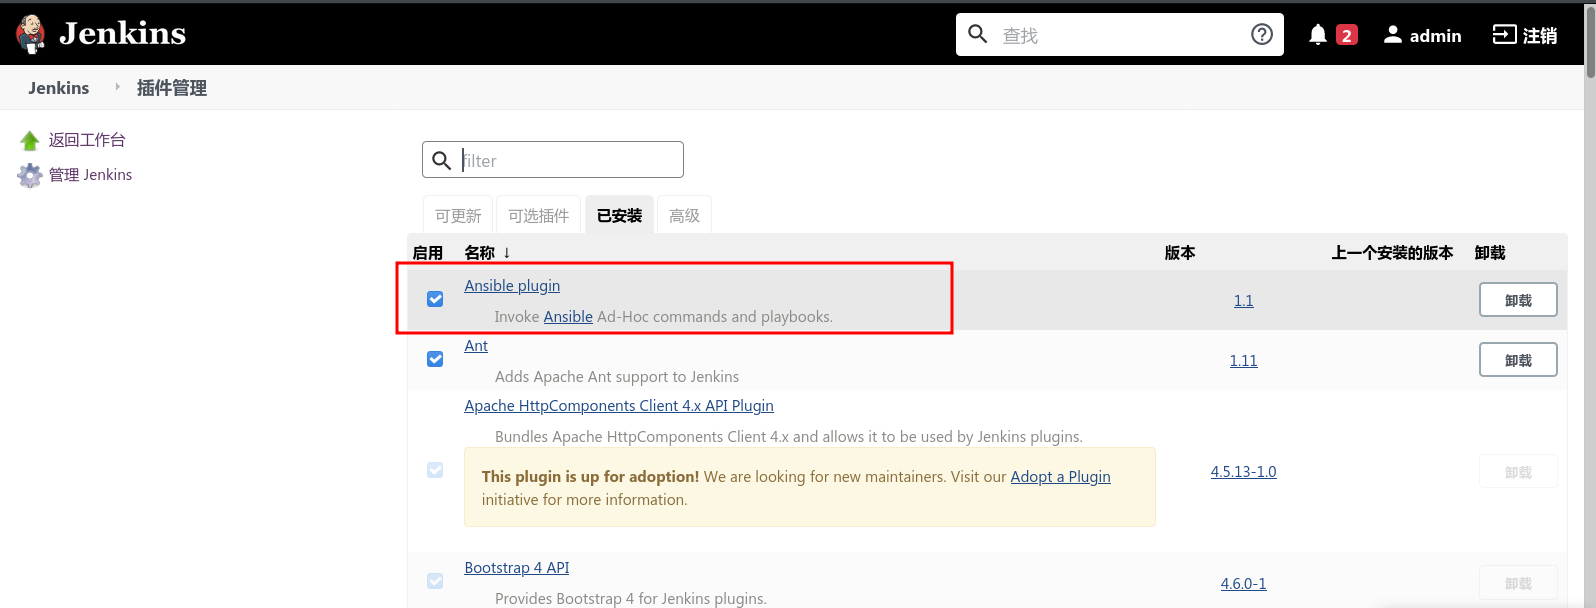 Jenkins
查找
2
admin
注销
Jenkins
插件管理
返回工作台
管理 Jenkins
filter
可更新
可选插件
已安装
高级
启用 名称 ↓ 版本 上一个安装的版本 卸载
Ansible plugin
Invoke Ansible Ad-Hoc commands and playbooks.
1.1
卸载
Ant
Adds Apache Ant support to Jenkins
1.11
卸载
Apache HttpComponents Client 4.x API Plugin
Bundles Apache HttpComponents Client 4.x and allows it to be used by Jenkins plugins.
This plugin is up for adoption! We are looking for new maintainers. Visit our Adopt a Plugin
initiative for more information.
4.5.13-1.0
卸载
Bootstrap 4 API
Provides Bootstrap 4 for Jenkins plugins.
4.6.0-1
卸载